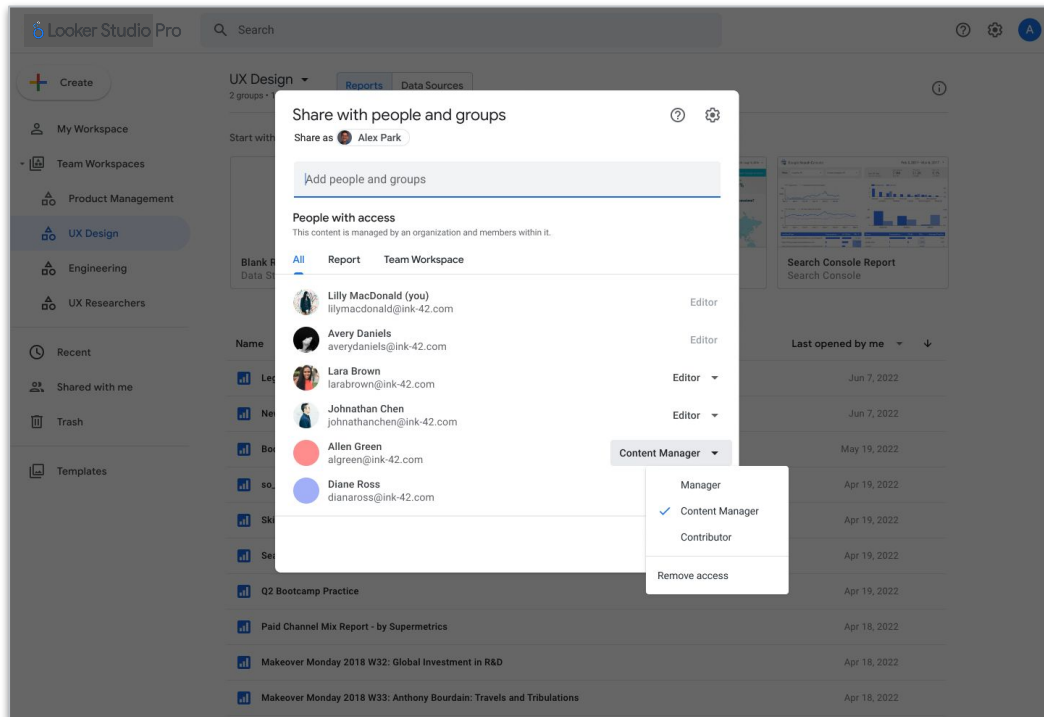 Looker Studio Pro
Search
A
Create
UX Design
Reports
Data Sources
2 groups • 1
My Workspace
Team Workspaces
Product Management
UX Design
Engineering
UX Researchers
Recent
Shared with me
Trash
Templates
Start with
Blank R
Data St
Search Console Report
Search Console
Share with people and groups
Share as Alex Park
Add people and groups
People with access
This content is managed by an organization and members within it.
All Report Team Workspace
Lilly MacDonald (you)
lilymacdonald@ink-42.com
Editor
Avery Daniels
averydaniels@ink-42.com
Editor
Lara Brown
larabrown@ink-42.com
Editor
Johnathan Chen
johnathanchen@ink-42.com
Editor
Allen Green
algreen@ink-42.com
Content Manager
Diane Ross
dianaross@ink-42.com
Manager
Content Manager
Contributor
Remove access
Name
Last opened by me
Leg
Jun 7, 2022
Nev
Jun 7, 2022
Boo
May 19, 2022
so_
Apr 19, 2022
Ski
Apr 19, 2022
Sea
Apr 19, 2022
Q2 Bootcamp Practice
Apr 19, 2022
Paid Channel Mix Report - by Supermetrics
Apr 18, 2022
Makeover Monday 2018 W32: Global Investment in R&D
Apr 18, 2022
Makeover Monday 2018 W33: Anthony Bourdain: Travels and Tribulations
Apr 18, 2022